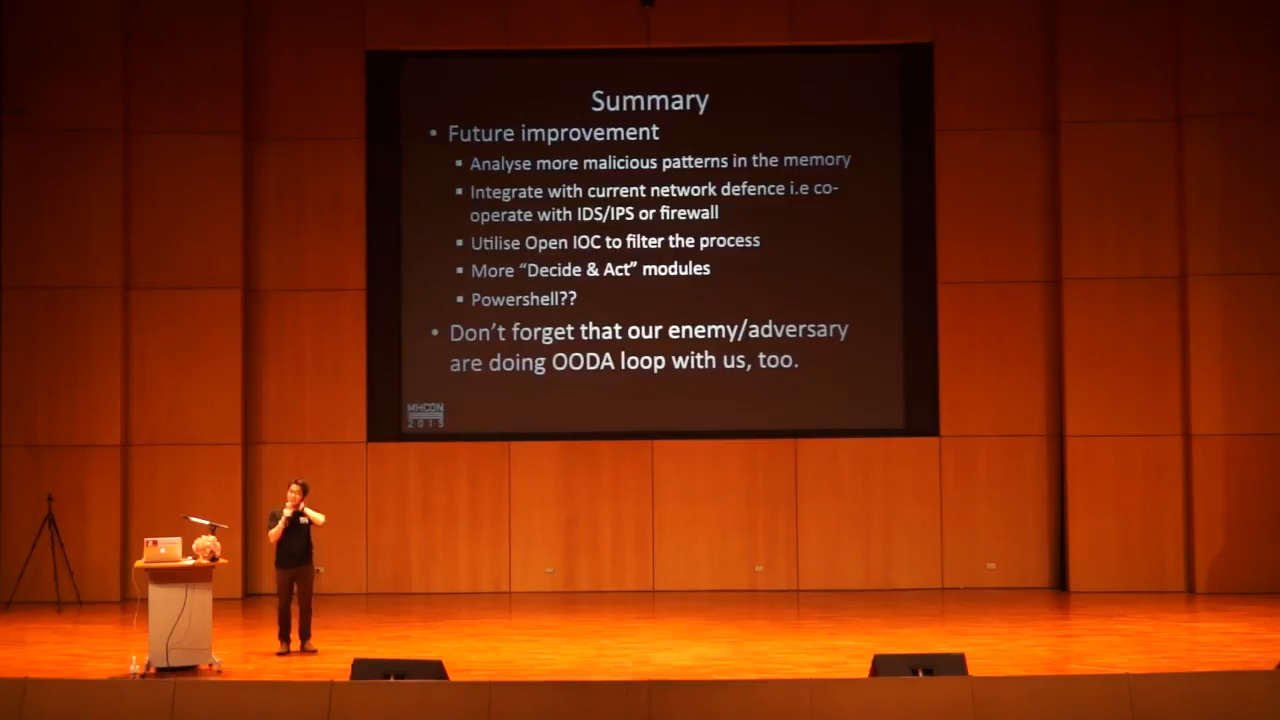 Summary
• Future improvement
▪ Analyse more malicious patterns in the memory
▪ Integrate with current network defence i.e co-
operate with IDS/IPS or firewall
▪ Utilise Open IOC to filter the process
▪ More “Decide & Act” modules
▪ Powershell??
• Don’t forget that our enemy/adversary
are doing OODA loop with us, too.
MHCON
2015